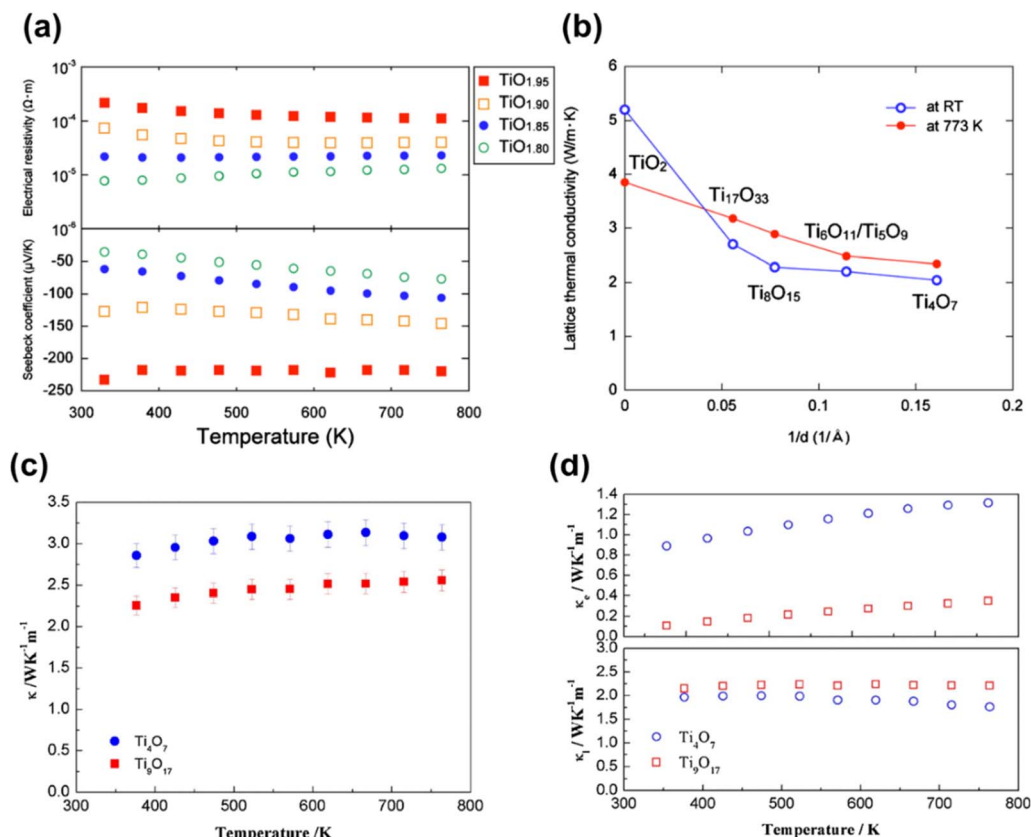 (a)
10-3
10-4
10-5
10-6
Electrical resistivity (Ω·m)
TiO1.95
TiO1.90
TiO1.85
TiO1.80
-50
-100
-150
-200
-250
Seebeck coefficient (μV/K)
300 400 500 600 700 800
Temperature (K)
(b)
6
5
4
3
2
1
0
Lattice thermal conductivity (W/m·K)
at RT
at 773 K
TiO2
Ti17O33
Ti6O11/Ti5O9
Ti8O15
Ti4O7
0 0.05 0.1 0.15 0.2
1/d (1/Å)
(c)
3.5
3.0
2.5
2.0
1.5
1.0
0.5
0.0
κ /WK-1m-1
Ti4O7
Ti9O17
300 400 500 600 700 800
Temperature /K
(d)
1.4
1.2
1.0
0.8
0.6
0.4
0.2
0.0
κe / WK-1m-1
3.0
2.5
2.0
1.5
1.0
0.5
0.0
κl / WK-1m-1
Ti4O7
Ti9O17
300 400 500 600 700 800
Temperature / K